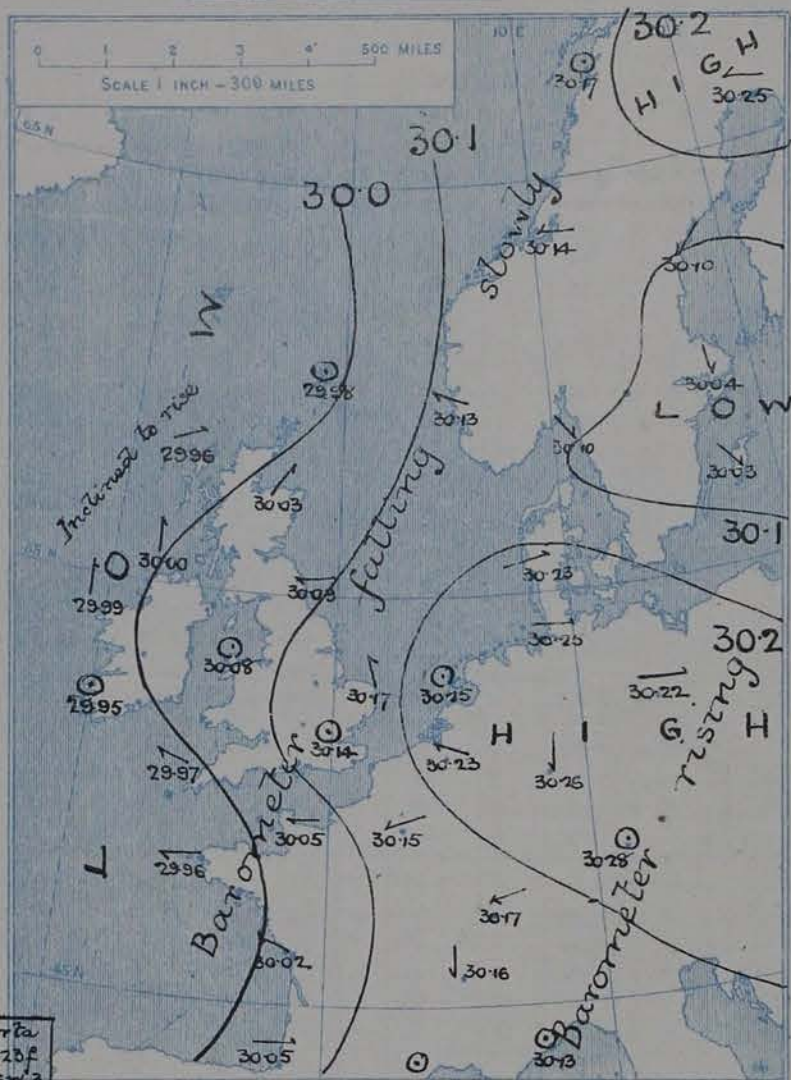 0 1 2 3 4 500 MILES
SCALE 1 INCH - 300 MILES
10 E
30.2
HIGH
30.17
30.25
65 N
30.1
30.0
slowly
30.14
30.10
29.98
30.13
30.04
LOW
Inclined to rise
29.96
30.10
30.03
30.03
falling
30.1
30.00
29.99
30.09
30.23
30.25
30.2
30.08
29.95
30.17
30.25
30.22
30.14
HIGH
rising
29.97
30.23
30.26
30.05
30.15
29.96
30.28
L
O
W
Barometer
30.17
30.02
30.16
Barometer
45 N
30.05
30.13